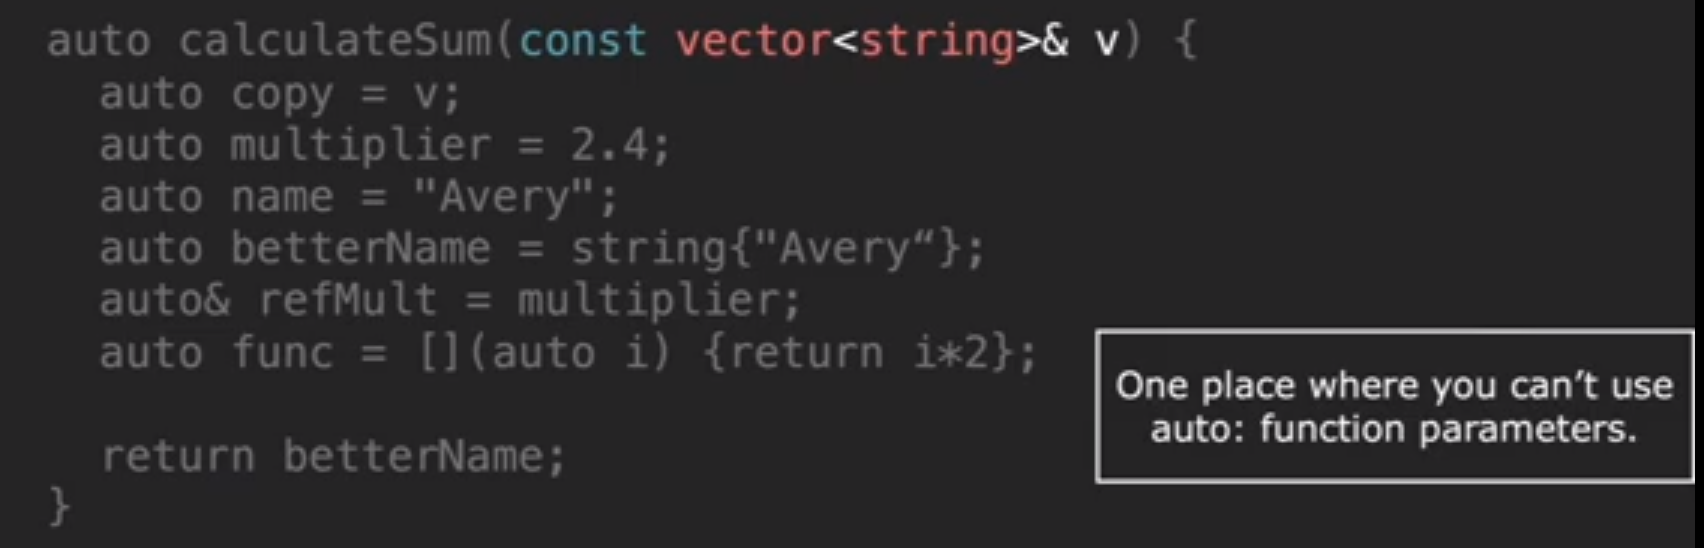 auto calculateSum(const vector<string>& v) {
auto copy = v;
auto multiplier = 2.4;
auto name = "Avery";
auto betterName = string{"Avery“};
auto& refMult = multiplier;
auto func = [](auto i) {return i*2};
One place where you can’t use
auto: function parameters.
return betterName;
}